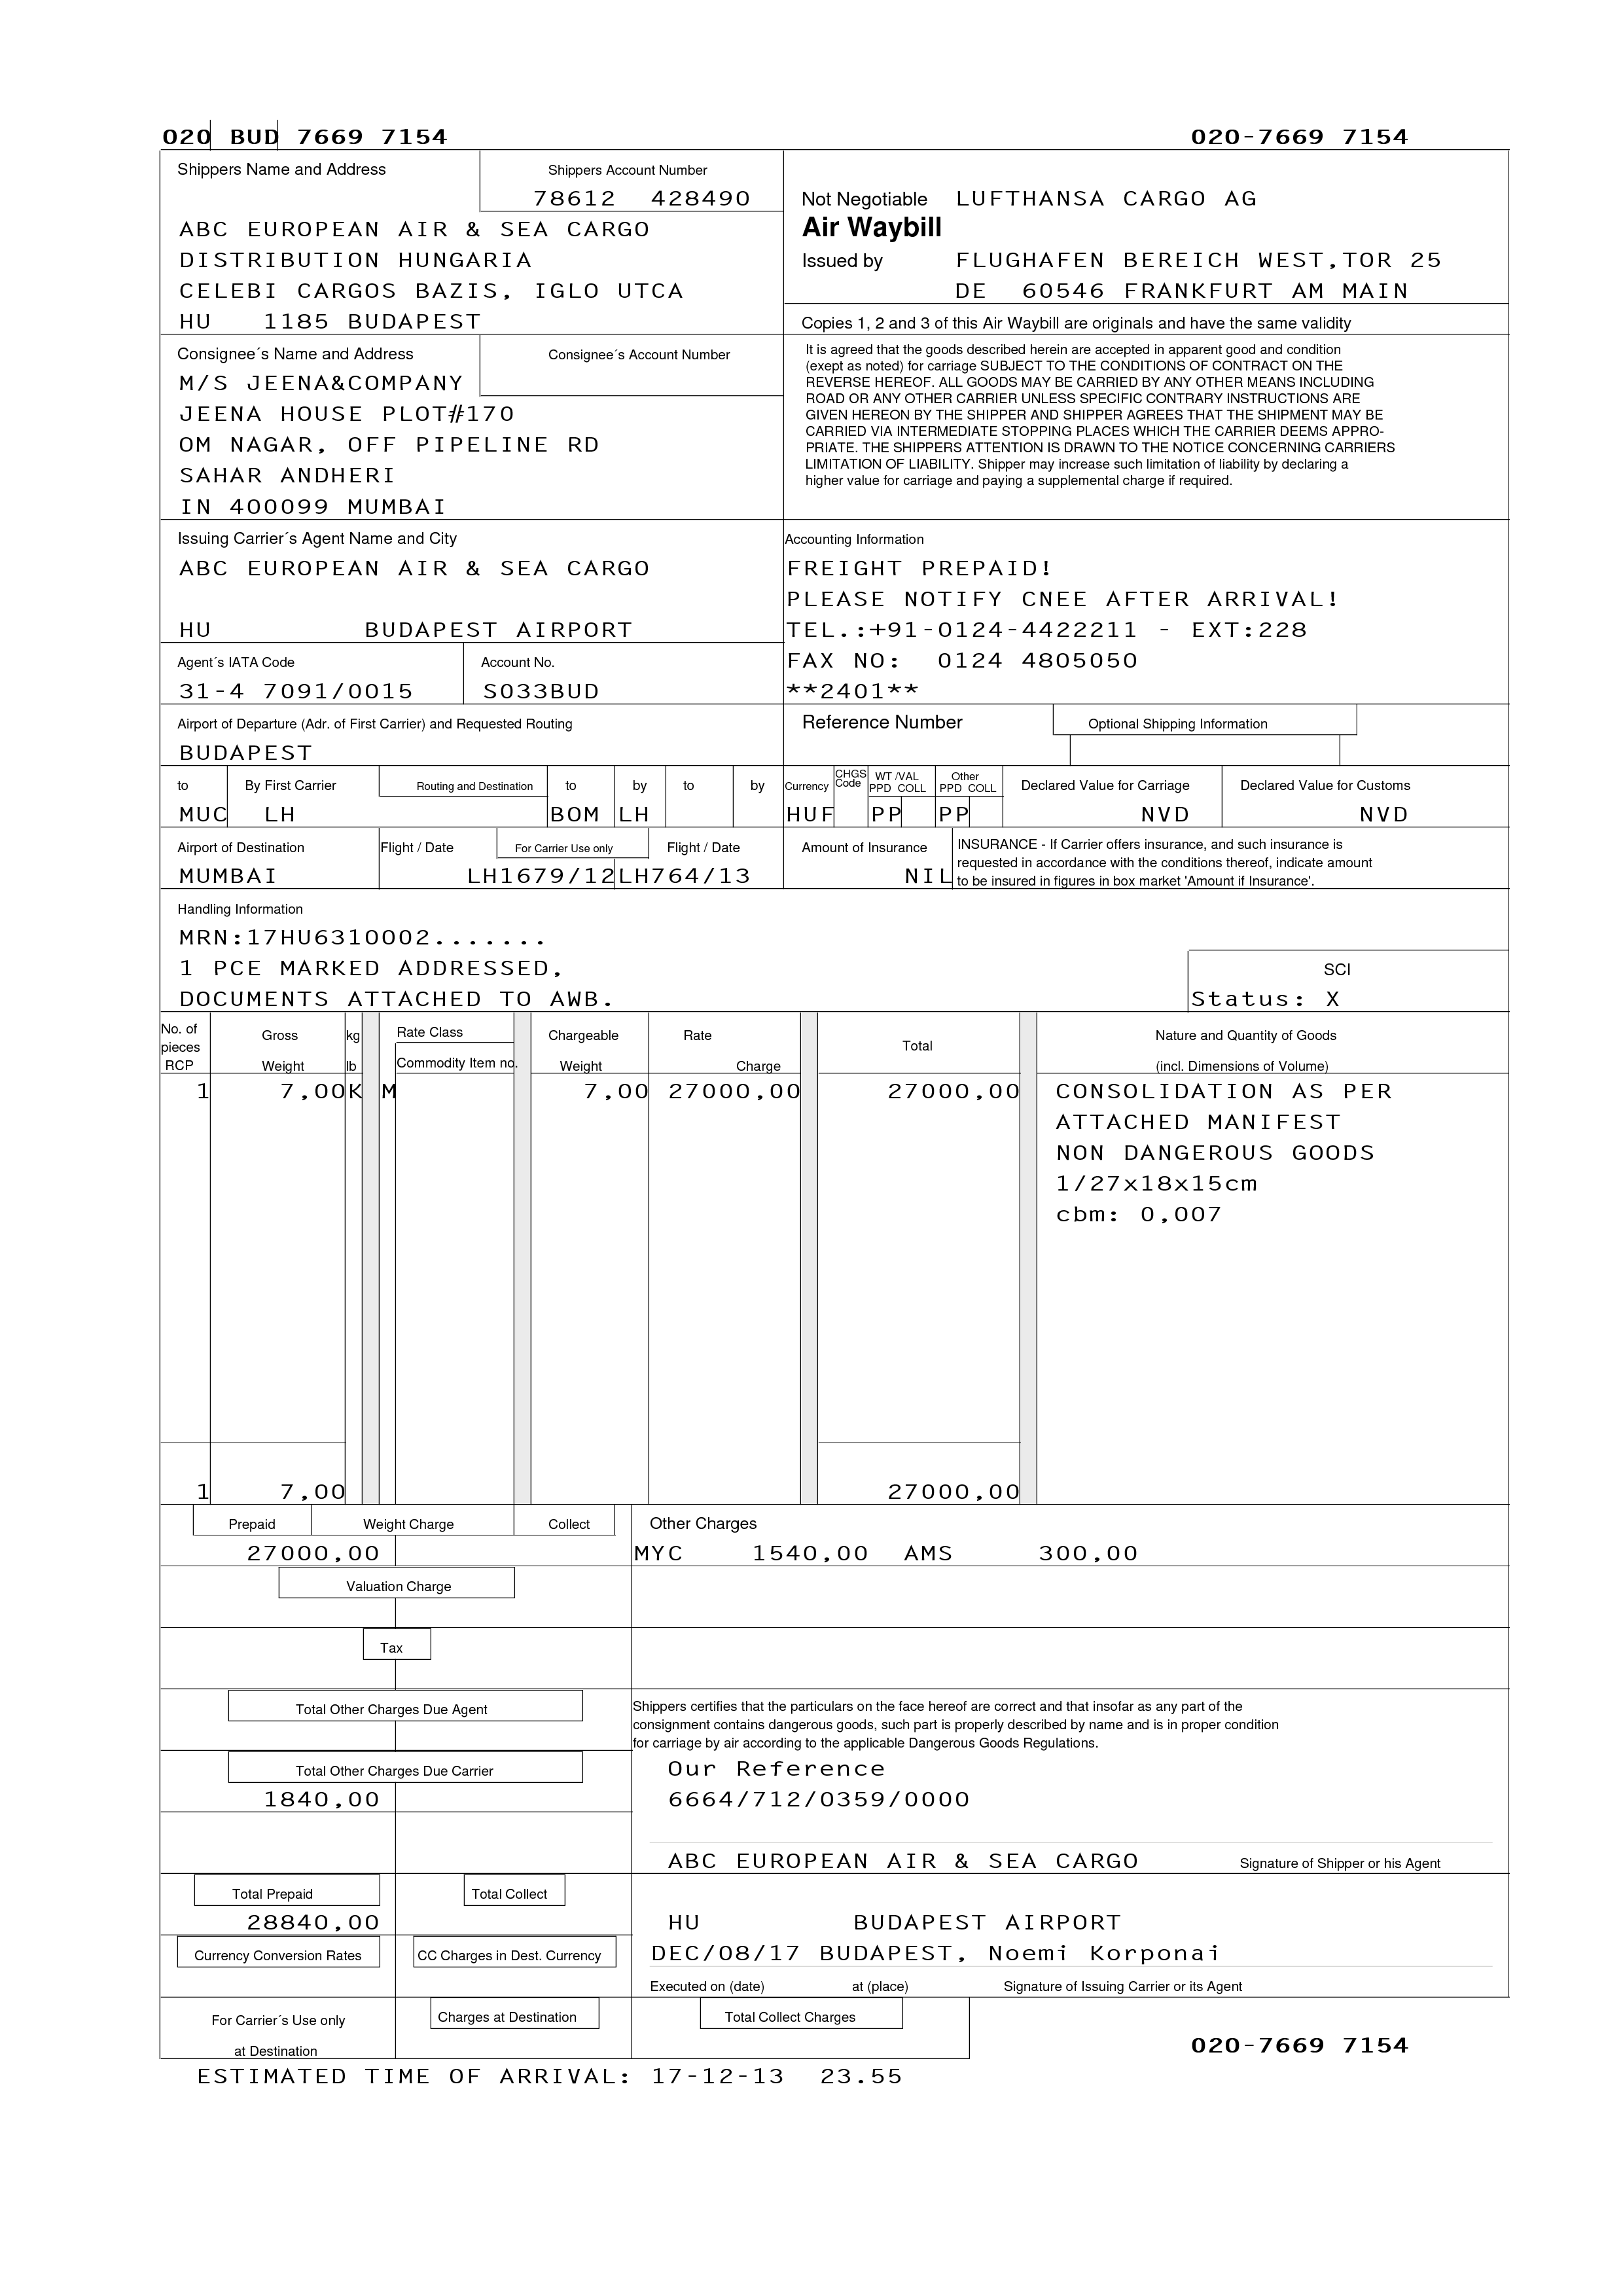 020 BUD 7669 7154 020-7669 7154
Shippers Name and Address
Shippers Account Number
78612 428490
ABC EUROPEAN AIR & SEA CARGO
DISTRIBUTION HUNGARIA
CELEBI CARGOS BAZIS, IGLO UTCA
HU 1185 BUDAPEST
Not Negotiable LUFTHANSA CARGO AG
Air Waybill
Issued by FLUGHAFEN BEREICH WEST,TOR 25
DE 60546 FRANKFURT AM MAIN
Copies 1, 2 and 3 of this Air Waybill are originals and have the same validity
Consignee´s Name and Address
Consignee´s Account Number
M/S JEENA&COMPANY
JEENA HOUSE PLOT#170
OM NAGAR, OFF PIPELINE RD
SAHAR ANDHERI
IN 400099 MUMBAI
It is agreed that the goods described herein are accepted in apparent good and condition
(exept as noted) for carriage SUBJECT TO THE CONDITIONS OF CONTRACT ON THE
REVERSE HEREOF. ALL GOODS MAY BE CARRIED BY ANY OTHER MEANS INCLUDING
ROAD OR ANY OTHER CARRIER UNLESS SPECIFIC CONTRARY INSTRUCTIONS ARE
GIVEN HEREON BY THE SHIPPER AND SHIPPER AGREES THAT THE SHIPMENT MAY BE
CARRIED VIA INTERMEDIATE STOPPING PLACES WHICH THE CARRIER DEEMS APPRO-
PRIATE. THE SHIPPERS ATTENTION IS DRAWN TO THE NOTICE CONCERNING CARRIERS
LIMITATION OF LIABILITY. Shipper may increase such limitation of liability by declaring a
higher value for carriage and paying a supplemental charge if required.
Issuing Carrier´s Agent Name and City
ABC EUROPEAN AIR & SEA CARGO
HU BUDAPEST AIRPORT
Agent´s IATA Code
31-4 7091/0015
Account No.
S033BUD
Accounting Information
FREIGHT PREPAID!
PLEASE NOTIFY CNEE AFTER ARRIVAL!
TEL.:+91-0124-4422211 - EXT:228
FAX NO: 0124 4805050
**2401**
Airport of Departure (Adr. of First Carrier) and Requested Routing
BUDAPEST
Reference Number
Optional Shipping Information
to By First Carrier Routing and Destination to by to by
MUC LH BOM LH
Currency CHGS Code WT /VAL PPD COLL Other PPD COLL Declared Value for Carriage Declared Value for Customs
HUF PP PP NVD NVD
Airport of Destination Flight / Date For Carrier Use only Flight / Date
MUMBAI LH1679/12 LH764/13
Amount of Insurance
NIL
INSURANCE - If Carrier offers insurance, and such insurance is
requested in accordance with the conditions thereof, indicate amount
to be insured in figures in box market 'Amount if Insurance'.
Handling Information
MRN:17HU6310002.......
1 PCE MARKED ADDRESSED,
DOCUMENTS ATTACHED TO AWB.
SCI
Status: X
No. of pieces RCP
Gross Weight
kg lb
Rate Class
Commodity Item no.
Chargeable Weight
Rate Charge
Total
Nature and Quantity of Goods
(incl. Dimensions of Volume)
1 7,00 K M 7,00 27000,00 27000,00 CONSOLIDATION AS PER
ATTACHED MANIFEST
NON DANGEROUS GOODS
1/27x18x15cm
cbm: 0,007
1 7,00 27000,00
Prepaid Weight Charge Collect
27000,00
Other Charges
MYC 1540,00 AMS 300,00
Valuation Charge
Tax
Total Other Charges Due Agent
Shippers certifies that the particulars on the face hereof are correct and that insofar as any part of the
consignment contains dangerous goods, such part is properly described by name and is in proper condition
for carriage by air according to the applicable Dangerous Goods Regulations.
Total Other Charges Due Carrier
1840,00
Our Reference
6664/712/0359/0000
ABC EUROPEAN AIR & SEA CARGO Signature of Shipper or his Agent
Total Prepaid Total Collect
28840,00
HU BUDAPEST AIRPORT
Currency Conversion Rates CC Charges in Dest. Currency
DEC/08/17 BUDAPEST, Noemi Korponai
Executed on (date) at (place) Signature of Issuing Carrier or its Agent
For Carrier´s Use only
at Destination
Charges at Destination
Total Collect Charges
020-7669 7154
ESTIMATED TIME OF ARRIVAL: 17-12-13 23.55